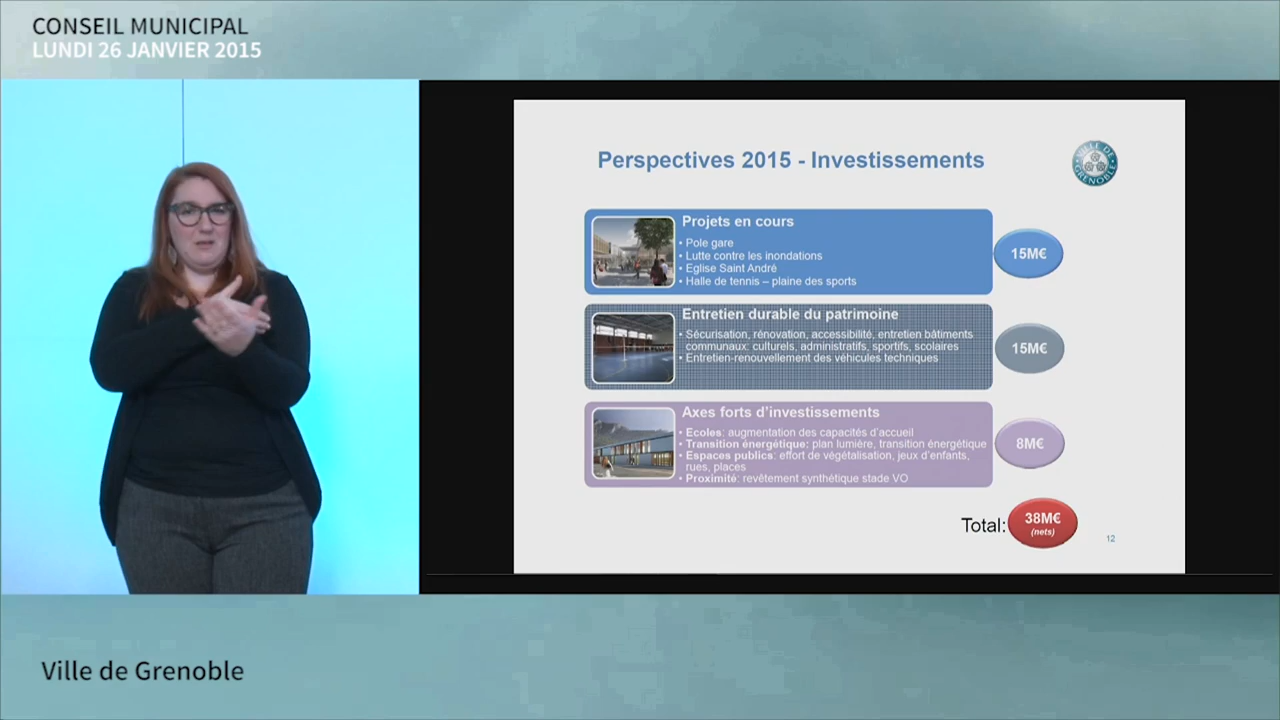 CONSEIL MUNICIPAL
LUNDI 26 JANVIER 2015
Perspectives 2015 - Investissements
VILLE DE GRENOBLE
Projets en cours
• Pole gare
• Lutte contre les inondations
• Eglise Saint André
• Halle de tennis – plaine des sports
15M€
Entretien durable du patrimoine
• Sécurisation, rénovation, accessibilité, entretien bâtiments
communaux: culturels, administratifs, sportifs, scolaires
• Entretien-renouvellement des véhicules techniques
15M€
Axes forts d'investissements
• Ecoles: augmentation des capacités d'accueil
• Transition énergétique: plan lumière, transition énergétique
• Espaces publics: effort de végétalisation, jeux d'enfants,
rues, places
• Proximité: revêtement synthétique stade VO
8M€
Total: 38M€
(nets)
12
Ville de Grenoble